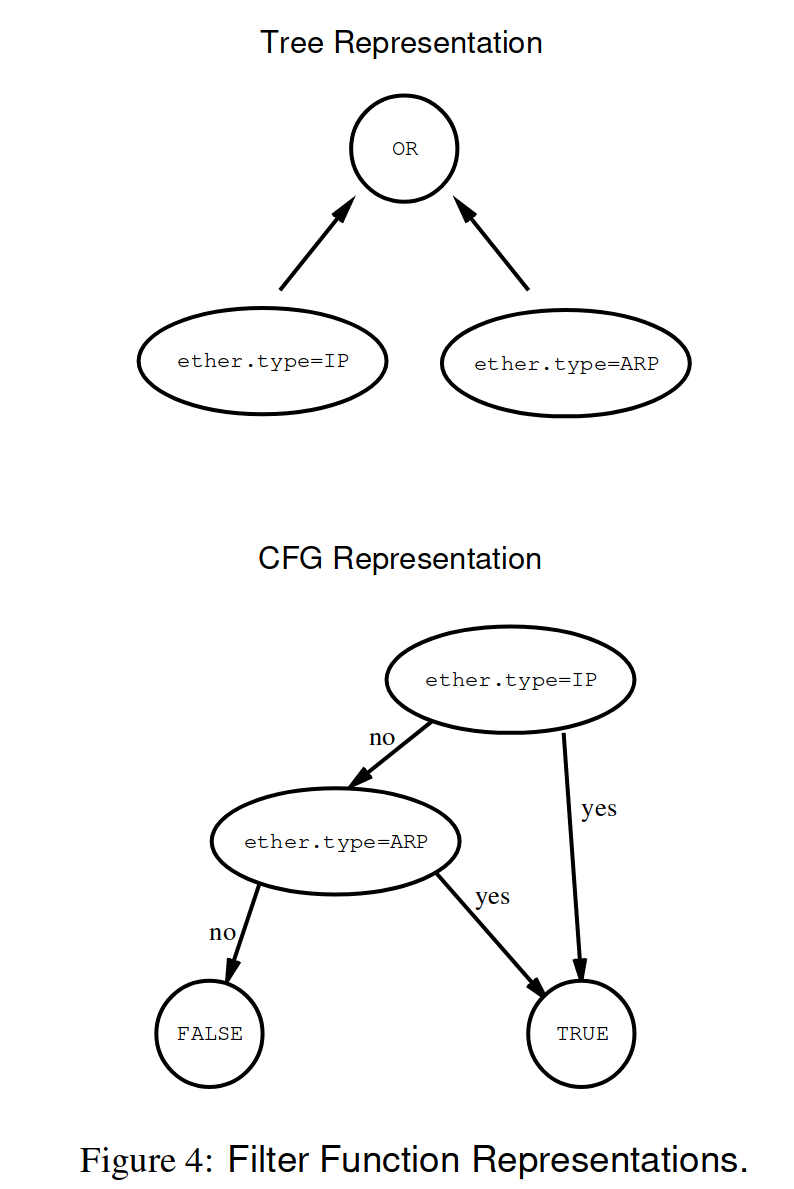 Tree Representation
OR
ether.type=IP
ether.type=ARP
CFG Representation
ether.type=IP
no
yes
ether.type=ARP
yes
no
FALSE
TRUE
Figure 4: Filter Function Representations.